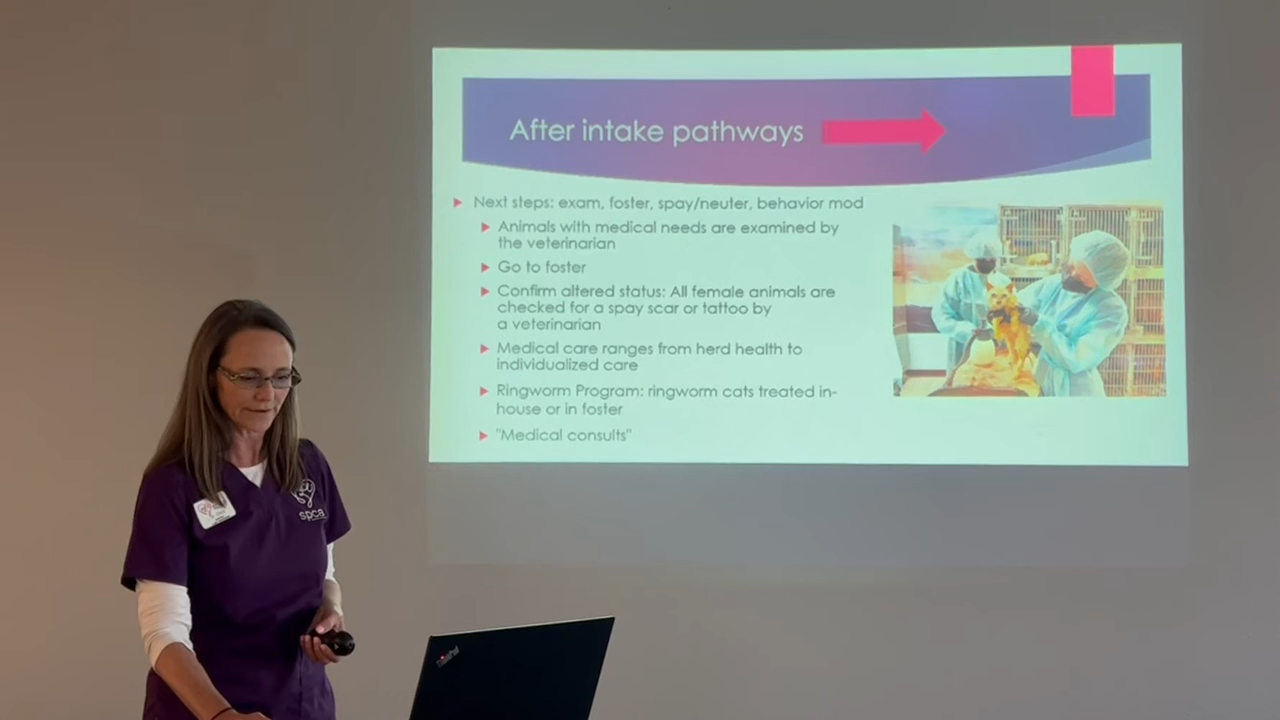 After intake pathways
Next steps: exam, foster, spay/neuter, behavior mod
Animals with medical needs are examined by
the veterinarian
Go to foster
Confirm altered status: All female animals are
checked for a spay scar or tattoo by
a veterinarian
Medical care ranges from herd health to
individualized care
Ringworm Program: ringworm cats treated in-
house or in foster
"Medical consults"
spca
ThinkPad